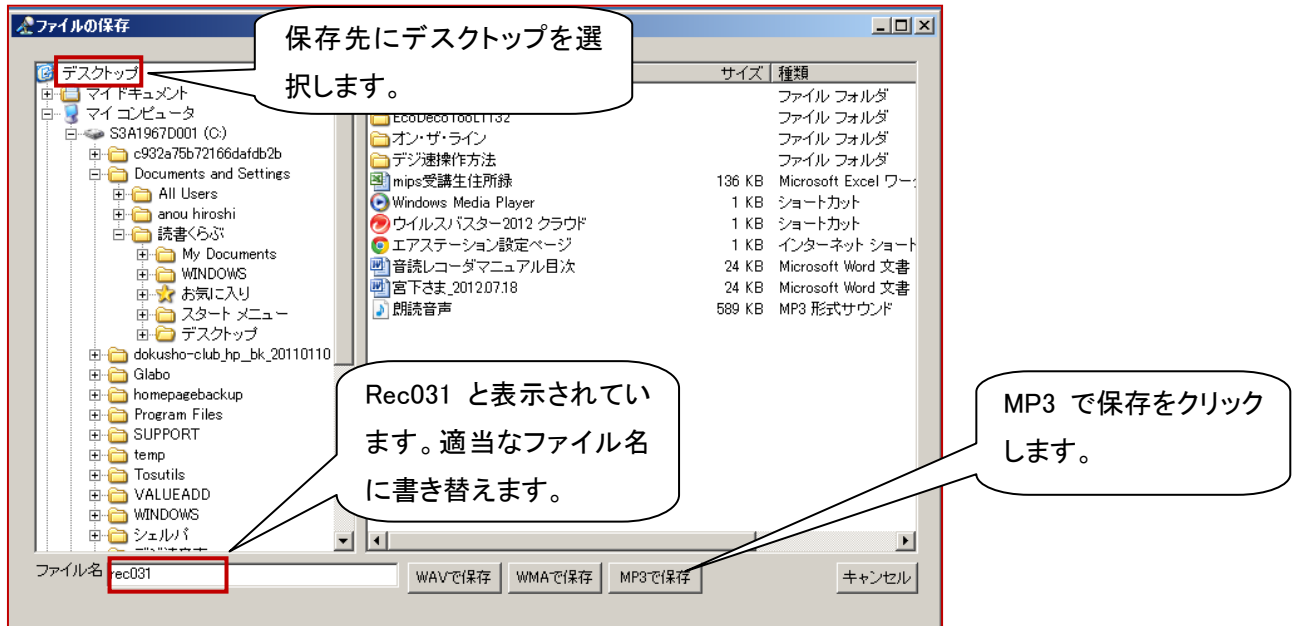 ファイルの保存
保存先にデスクトップを選
択します。
デスクトップ
マイ ドキュメント
マイ コンピュータ
S3A1967D001 (C:)
c932a75b72166dafdb2b
Documents and Settings
All Users
anou hiroshi
読書くらぶ
My Documents
WINDOWS
お気に入り
スタート メニュー
デスクトップ
dokusho-club_hp_bk_20110110
Glabo
homepagebackup
Program Files
SUPPORT
temp
Tosutils
VALUEADD
WINDOWS
シェルパ
サイズ 種類
ファイル フォルダ
EcoDecoTooL1132 ファイル フォルダ
オン・ザ・ライン ファイル フォルダ
デジ速操作方法 ファイル フォルダ
mips受講生住所録 136 KB Microsoft Excel ワー
Windows Media Player 1 KB ショートカット
ウイルスバスター2012 クラウド 1 KB ショートカット
エアステーション設定ページ 1 KB インターネット ショート
音読レコーダマニュアル目次 24 KB Microsoft Word 文書
宮下さま_2012.07.18 24 KB Microsoft Word 文書
朗読音声 589 KB MP3 形式サウンド
Rec031 と表示されてい
ます。適当なファイル名
に書き替えます。
MP3 で保存をクリック
します。
ファイル名 rec031 WAVで保存 WMAで保存 MP3で保存 キャンセル